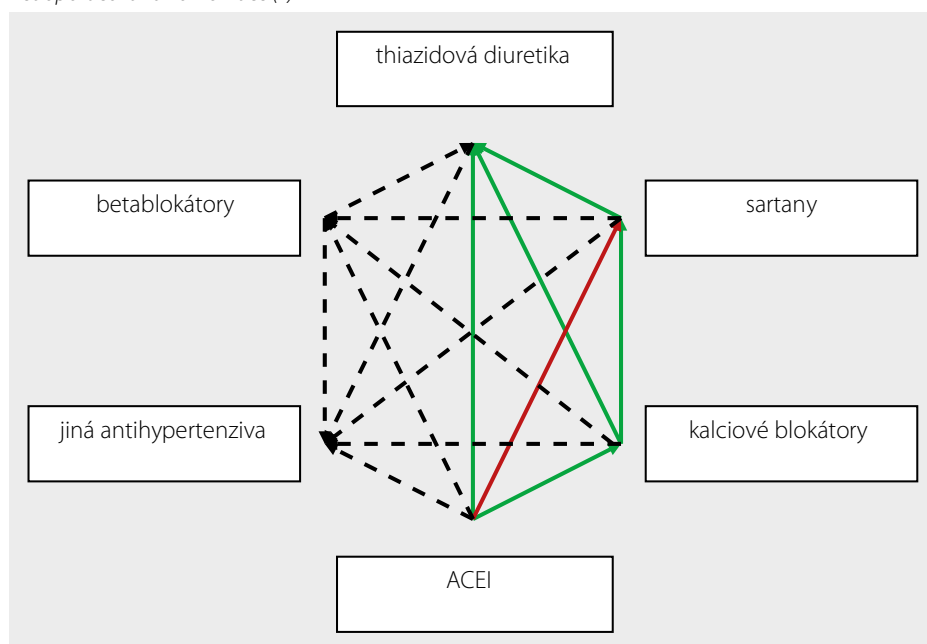 thiazidová diuretika
betablokátory
sartany
jiná antihypertenziva
kalciové blokátory
ACEI